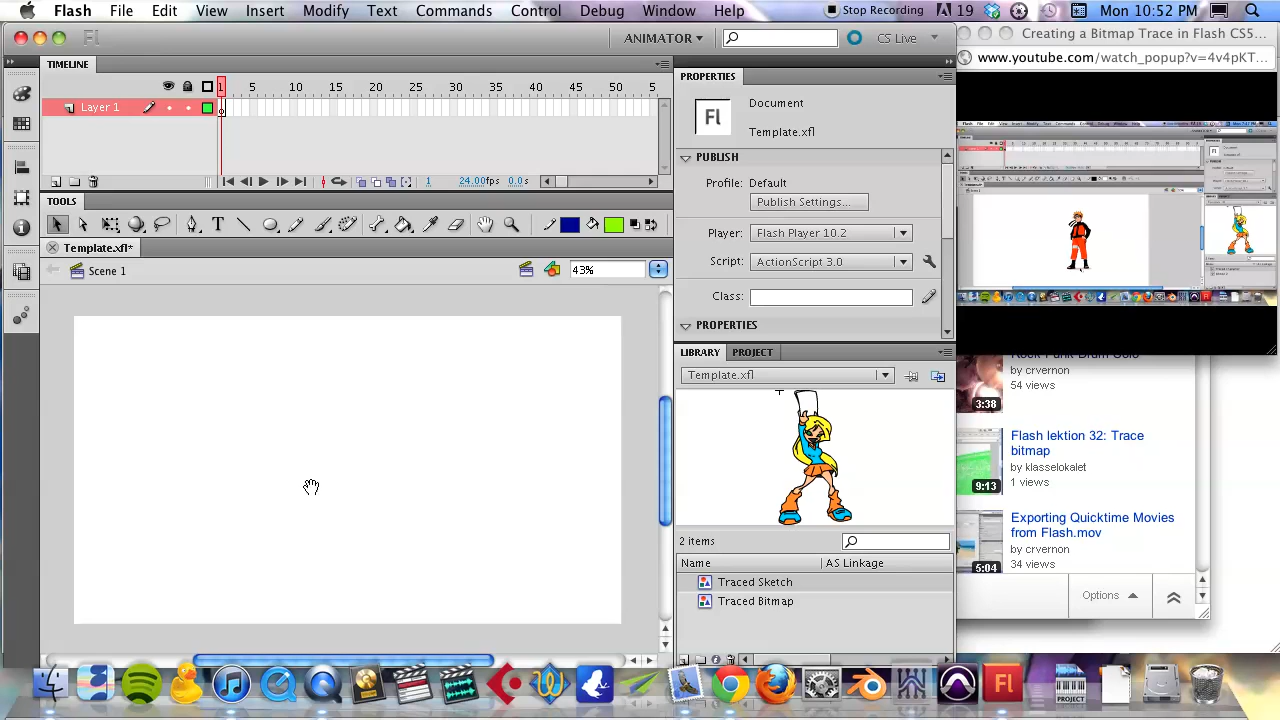 Flash File Edit View Insert Modify Text Commands Control Debug Window Help Stop Recording 19 Mon 10:52 PM
Fl ANIMATOR CS Live
Creating a Bitmap Trace in Flash CS5...
www.youtube.com/watch_popup?v=4v4pKT...
TIMELINE
1 5 10 15 20 25 30 35 40 45 50 5
Layer 1
1 24.00fps 0.0s
TOOLS
Template.xfl*
Scene 1 43%
PROPERTIES
Fl
Document
Template.xfl
PUBLISH
Profile: Default
Publish Settings...
Player: Flash Player 10.2
Script: ActionScript 3.0
Class:
PROPERTIES
LIBRARY PROJECT
Template.xfl
2 items
Name AS Linkage
Traced Sketch
Traced Bitmap
Rock Punk Drum Solo
by crvernon
54 views
3:38
Flash lektion 32: Trace
bitmap
by klasselokalet
1 views
9:13
Exporting Quicktime Movies
from Flash.mov
by crvernon
34 views
5:04
Options
Fl
PROJECT